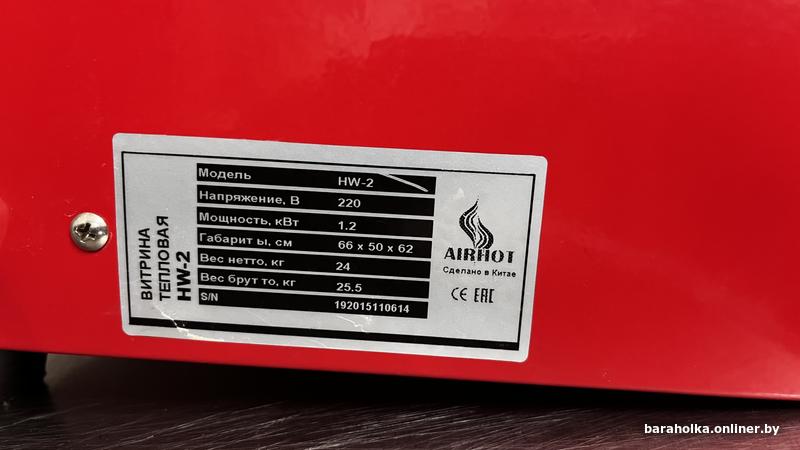 ВИТРИНА
ТЕПЛОВАЯ
HW-2
Модель HW-2
Напряжение, В 220
Мощность, кВт 1.2
Габарит ы, см 66 x 50 x 62
Вес нетто, кг 24
Вес брут то, кг 25.5
S/N 192015110614
AIRHOT
Сделано в Китае
CE EAC
baraholka.onliner.by